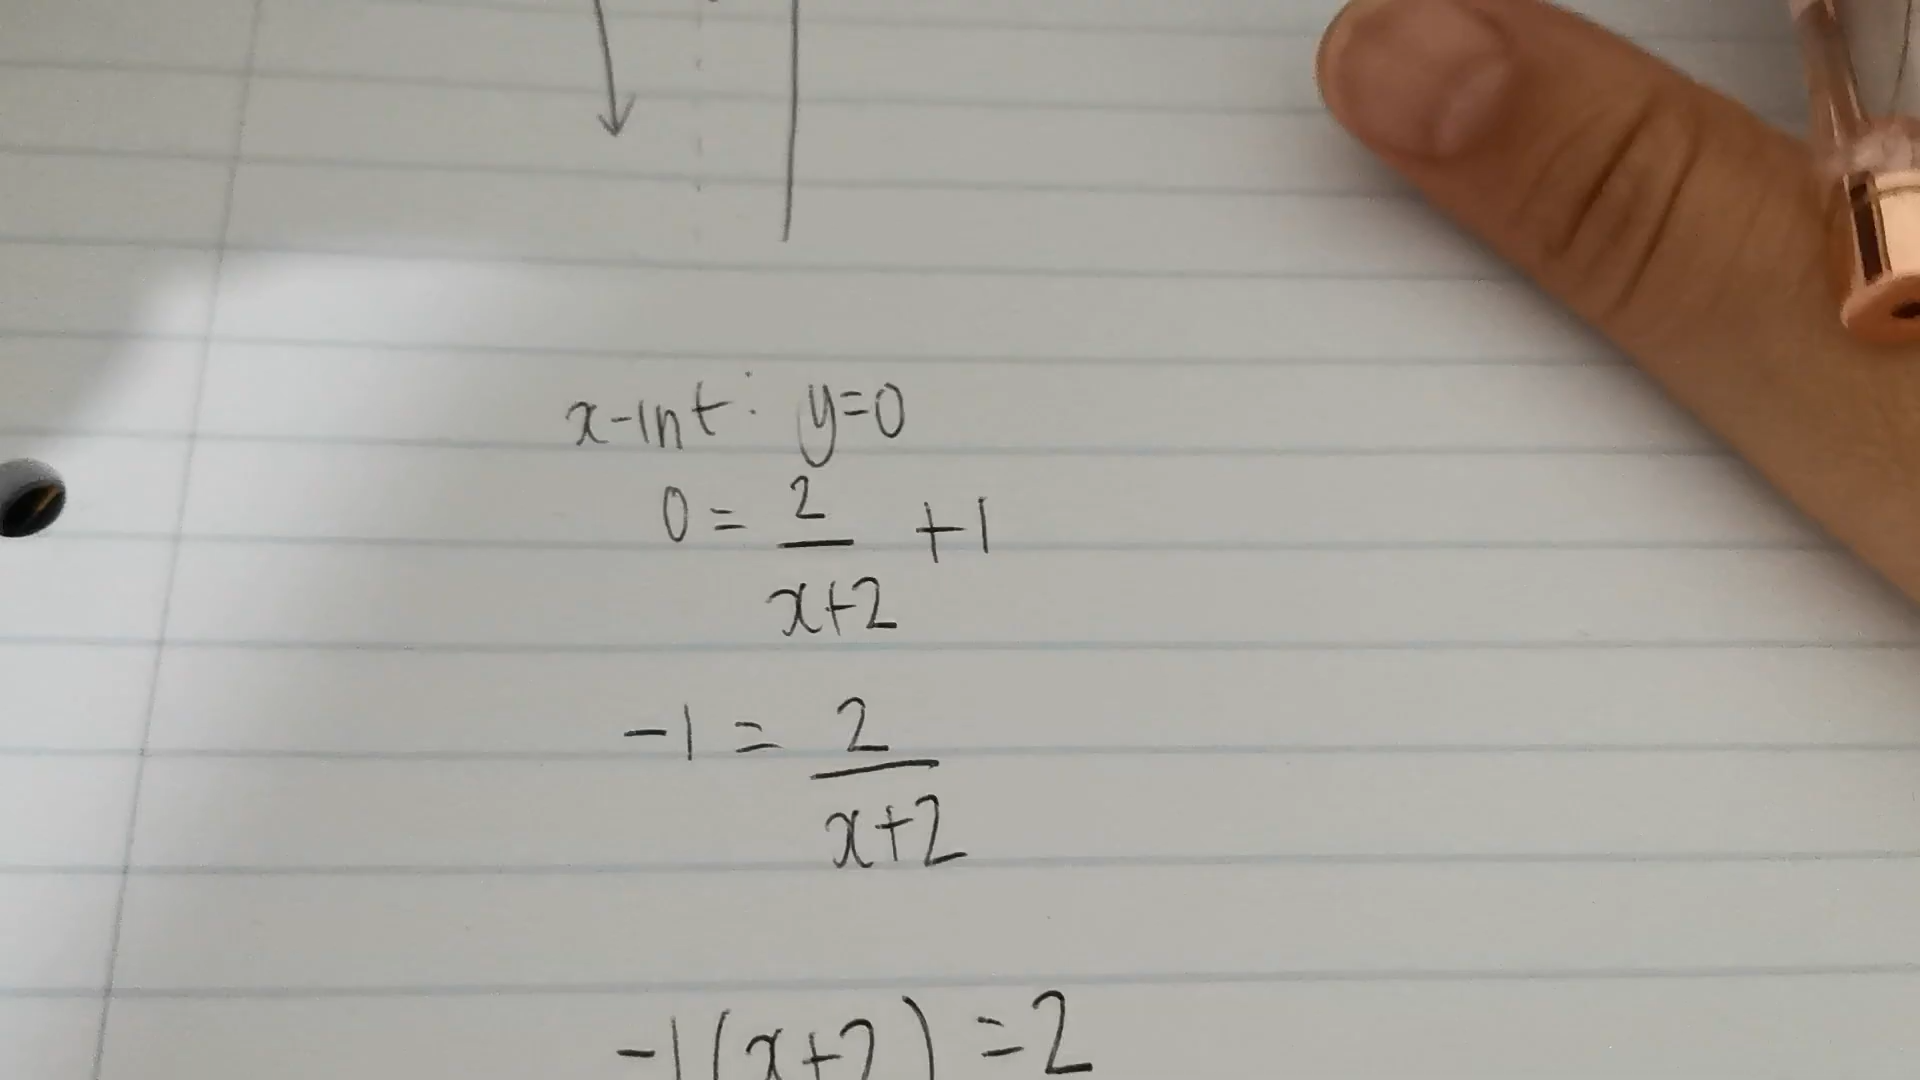 x-int: y=0
0 = 2/(x+2) + 1
-1 = 2/(x+2)
-1(x+2) = 2